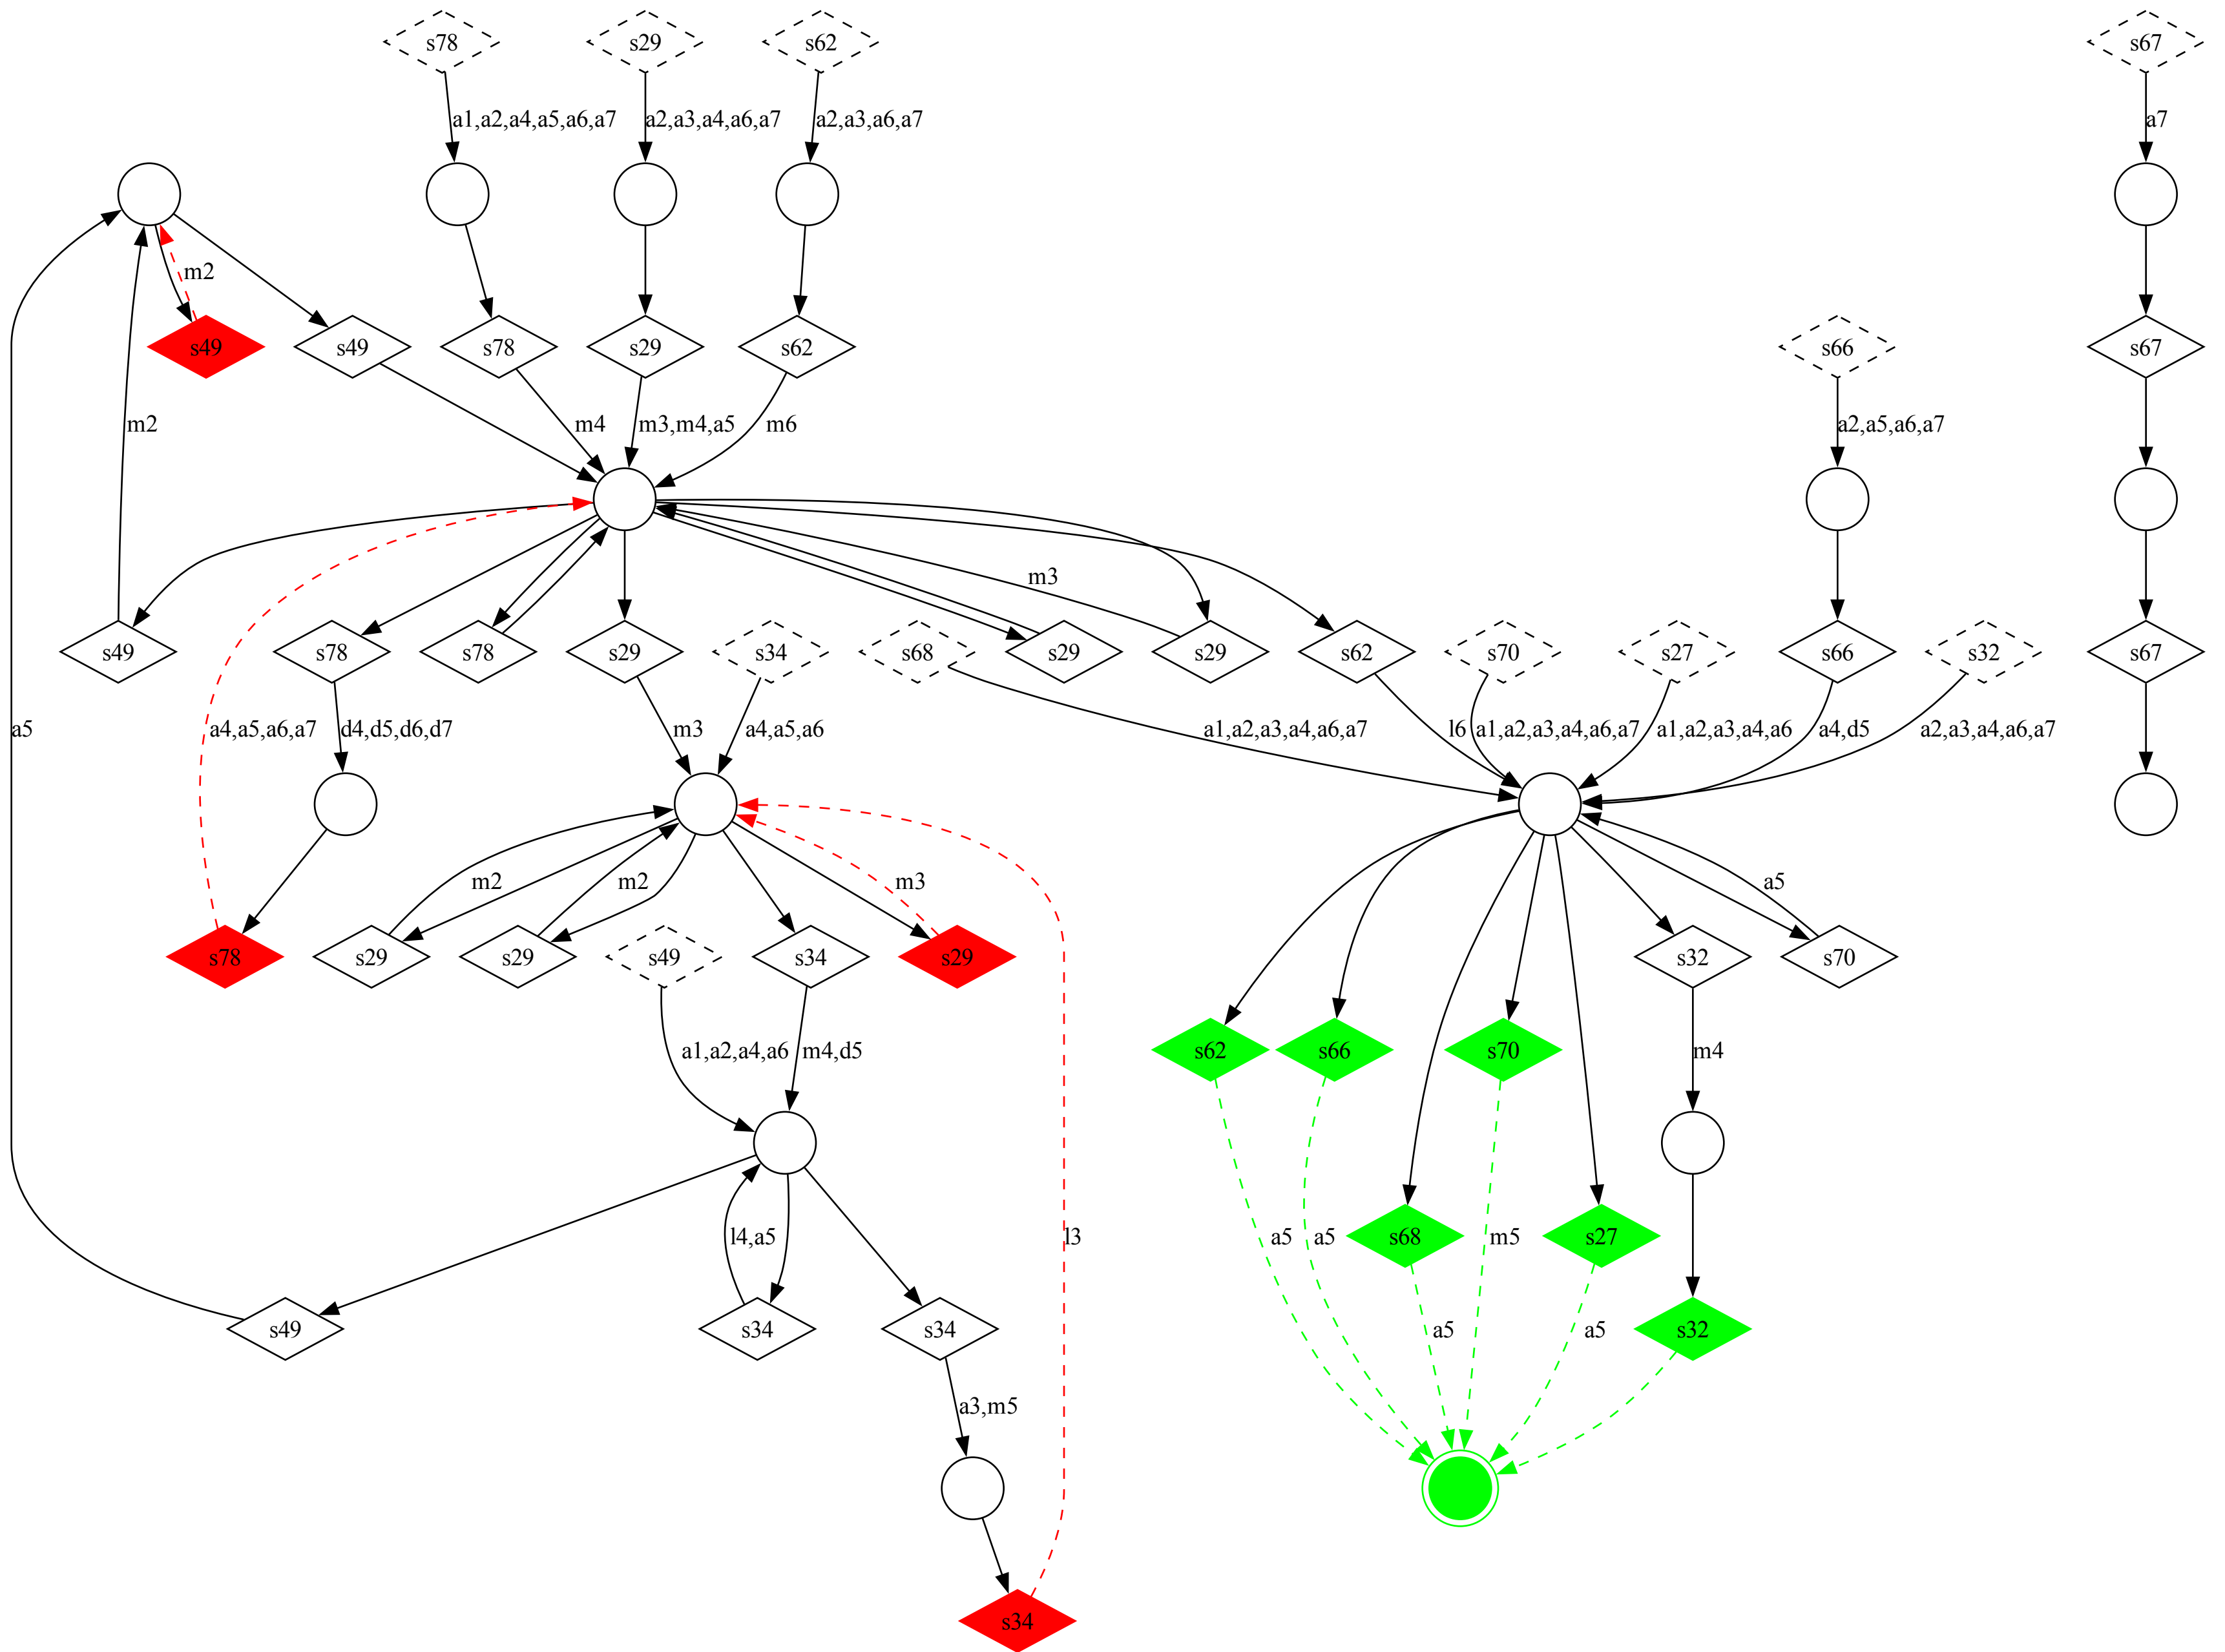 s78
s29
s62
s67
a1,a2,a4,a5,a6,a7
a2,a3,a4,a6,a7
a2,a3,a6,a7
a7
m2
s49
s49
s78
s29
s62
s66
s67
m2
m4
m3,m4,a5
m6
a2,a5,a6,a7
m3
s49
s78
s78
s29
s34
s68
s29
s29
s62
s70
s27
s66
s32
s67
a5
a4,a5,a6,a7
d4,d5,d6,d7
m3
a4,a5,a6
a1,a2,a3,a4,a6,a7
l6
a1,a2,a3,a4,a6,a7
a1,a2,a3,a4,a6
a4,d5
a2,a3,a4,a6,a7
m2
m2
m3
a5
s78
s29
s29
s49
s34
s29
s32
s70
a1,a2,a4,a6
m4,d5
s62
s66
s70
m4
l4,a5
l3
a5
a5
s68
m5
s27
s49
s34
s34
a5
a5
s32
a3,m5
s34